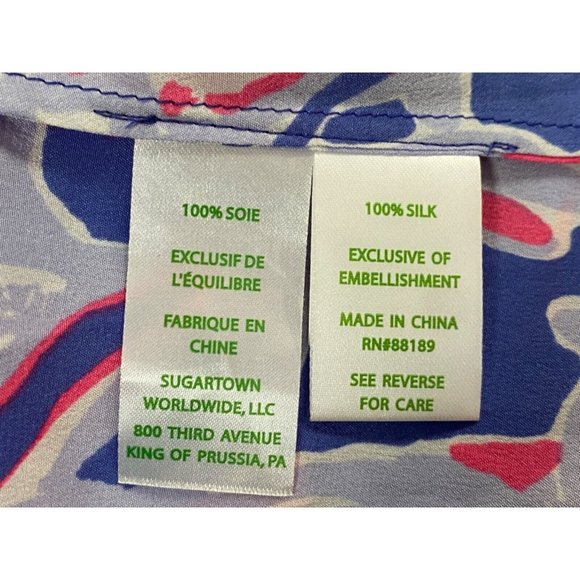 100% SOIE
EXCLUSIF DE
L'ÉQUILIBRE
FABRIQUE EN
CHINE
SUGARTOWN
WORLDWIDE, LLC
800 THIRD AVENUE
KING OF PRUSSIA, PA
100% SILK
EXCLUSIVE OF
EMBELLISHMENT
MADE IN CHINA
RN#88189
SEE REVERSE
FOR CARE